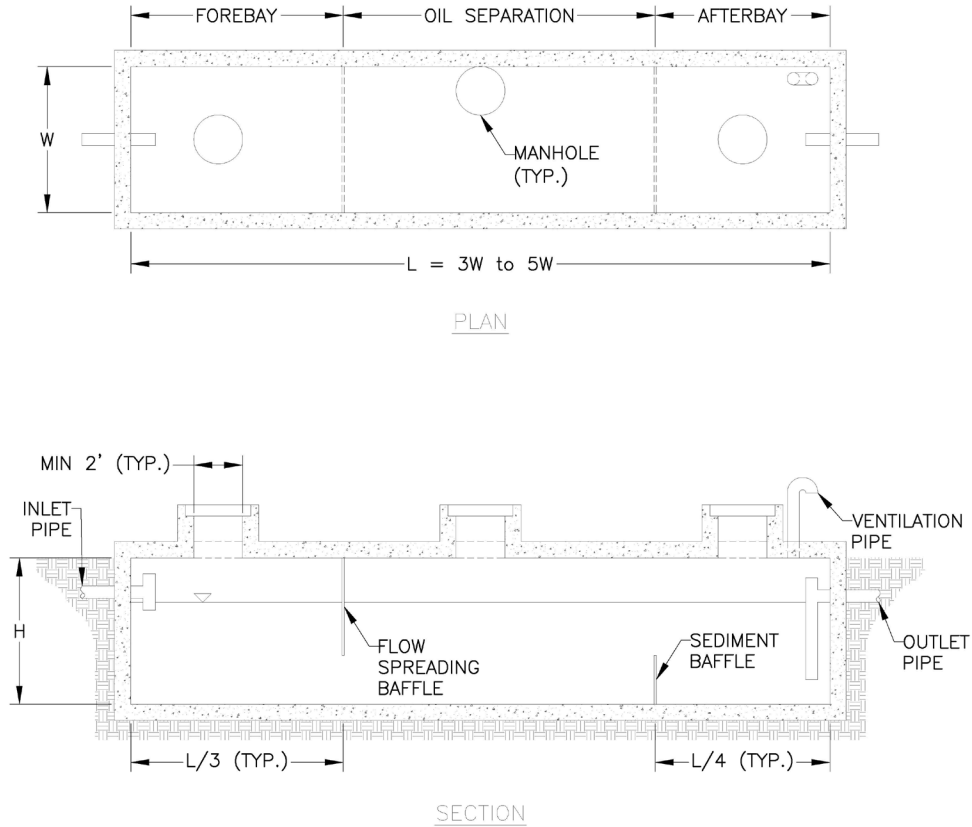 FOREBAY
OIL SEPARATION
AFTERBAY
W
MANHOLE
(TYP.)
L = 3W to 5W
PLAN
MIN 2' (TYP.)
INLET
PIPE
VENTILATION
PIPE
H
FLOW
SPREADING
BAFFLE
SEDIMENT
BAFFLE
OUTLET
PIPE
L/3 (TYP.)
L/4 (TYP.)
SECTION